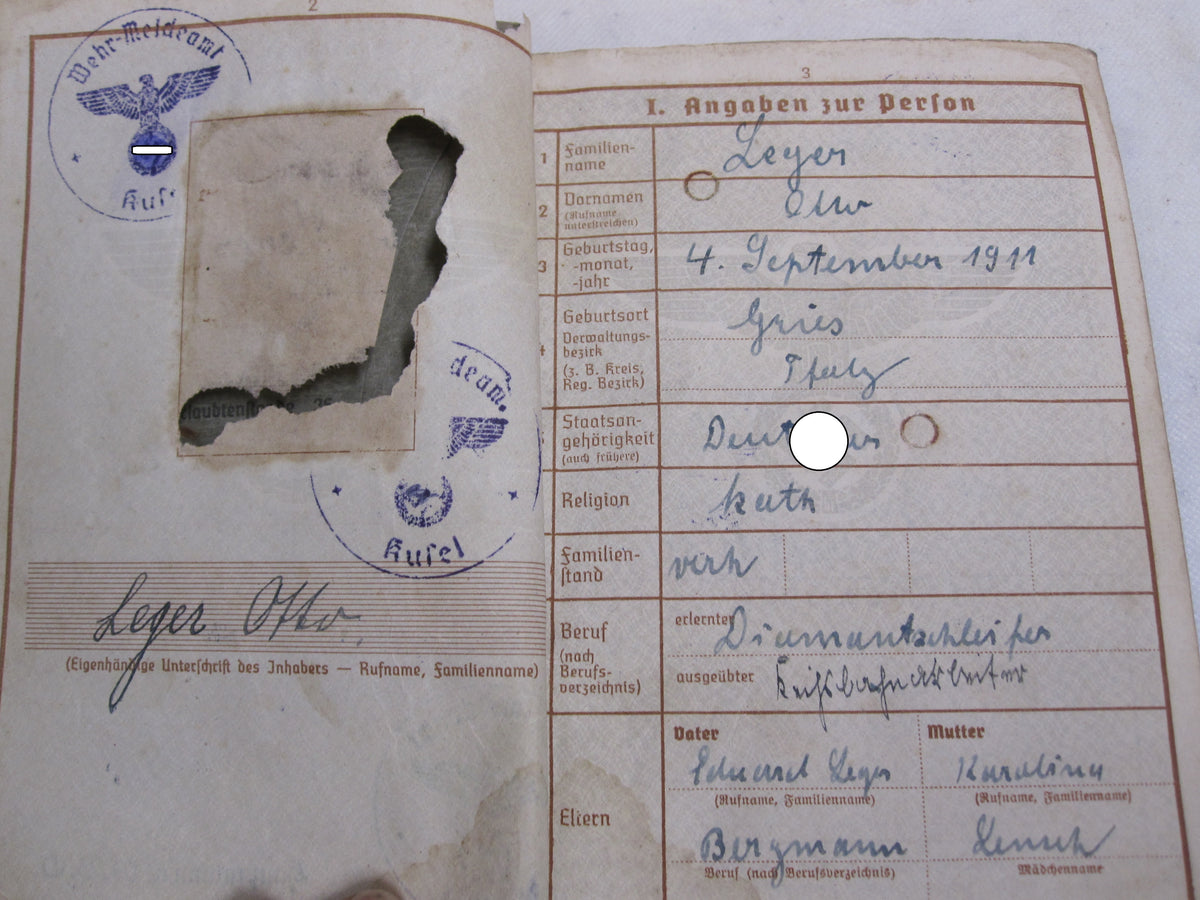 2
Wehr-Meldeamt
Kus
deam.
Kusel
Leger Otto
(Eigenhändige Unterschrift des Inhabers — Rufname, Familienname)
3
I. Angaben zur Person
1 Familien-
name
Leger
2 Vornamen
(Rufname
unterstreichen)
Otto
3 Geburtstag,
-monat,
-jahr
4. September 1911
4 Geburtsort
Verwaltungs-
bezirk
(z. B. Kreis,
Reg. Bezirk)
Gries
Pfalz
Staatsan-
gehörigkeit
(auch frühere)
Deut
Religion
kath
Familien-
stand
verh
Beruf
(nach
Berufs-
verzeichnis)
erlernter Diamantschleifer
ausgeübter Reichsbahnarbeiter
Eltern
Vater
Eduard Leger
(Rufname, Familienname)
Bergmann
Beruf (nach Berufsverzeichnis)
Mutter
Karolina
(Rufname, Familienname)
Mädchenname